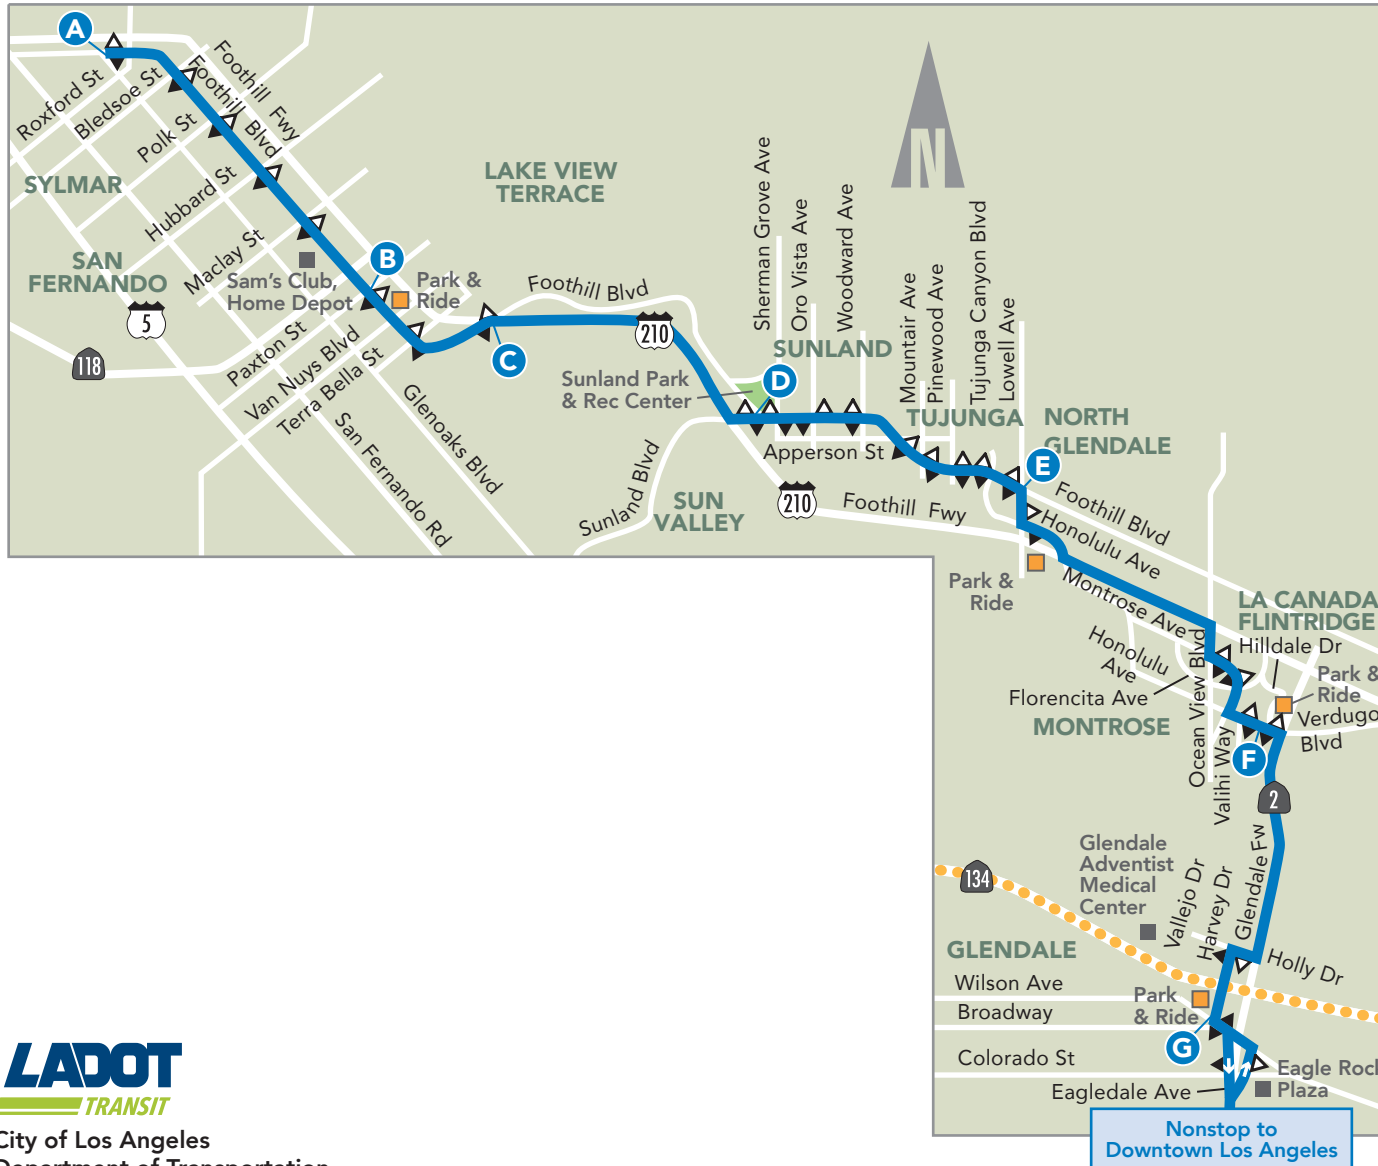 A
Roxford St
Bledsoe St
Polk St
Hubbard St
Maclay St
Foothill Fwy
Foothill Blvd
SYLMAR
SAN
FERNANDO
LAKE VIEW
TERRACE
Sam's Club,
Home Depot
B
Park &
Ride
5
118
Paxton St
Van Nuys Blvd
Terra Bella St
San Fernando Rd
Glenoaks Blvd
C
Foothill Blvd
210
N
Sherman Grove Ave
Oro Vista Ave
Woodward Ave
SUNLAND
Sunland Park
& Rec Center
D
Mountair Ave
Pinewood Ave
Tujunga Canyon Blvd
Lowell Ave
TUJUNGA
NORTH
GLENDALE
Apperson St
Sunland Blvd
SUN
VALLEY
210
Foothill Fwy
E
Foothill Blvd
Honolulu Ave
Park &
Ride
Montrose Ave
LA CANADA
FLINTRIDGE
Hilldale Dr
Honolulu
Ave
Florencita Ave
MONTROSE
Ocean View Blvd
Valihi Way
Park &
Ride
Verdugo
Blvd
F
2
Glendale Fw
Glendale
Adventist
Medical
Center
134
Vallejo Dr
Harvey Dr
Holly Dr
GLENDALE
Wilson Ave
Broadway
Park
& Ride
G
Colorado St
Eagledale Ave
Eagle Rock
Plaza
Nonstop to
Downtown Los Angeles
LADOT
TRANSIT
City of Los Angeles
Department of Transportation